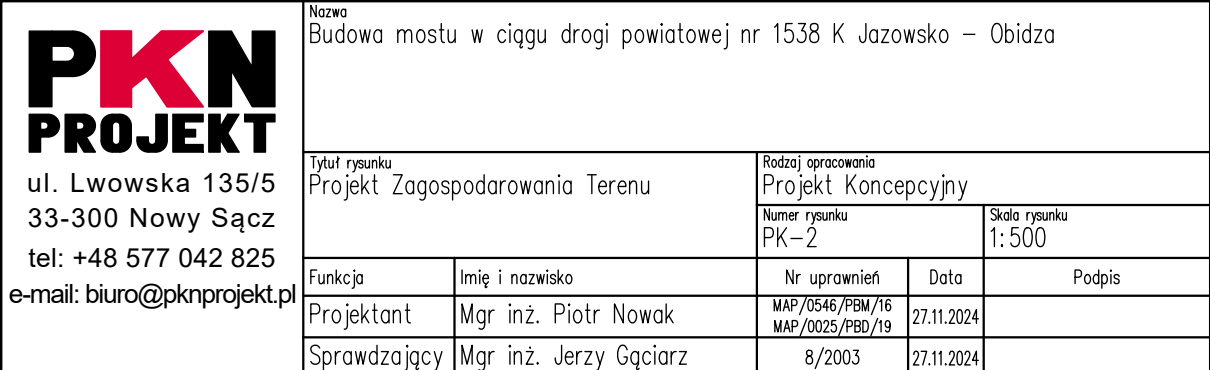 PKN
PROJEKT
ul. Lwowska 135/5
33-300 Nowy Sącz
tel: +48 577 042 825
e-mail: biuro@pknprojekt.pl
Nazwa
Budowa mostu w ciągu drogi powiatowej nr 1538 K Jazowsko – Obidza
Tytuł rysunku
Projekt Zagospodarowania Terenu
Rodzaj opracowania
Projekt Koncepcyjny
Numer rysunku
PK–2
Skala rysunku
1:500
Funkcja Imię i nazwisko Nr uprawnień Data Podpis
Projektant Mgr inż. Piotr Nowak MAP/0546/PBM/16 27.11.2024
MAP/0025/PBD/19
Sprawdzający Mgr inż. Jerzy Gąciarz 8/2003 27.11.2024